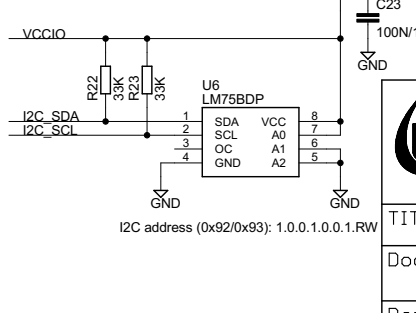 C23
VCCIO
100N/1
GND
R22
33K
R23
33K
U6
LM75BDP
I2C_SDA
I2C_SCL
1 SDA VCC 8
2 SCL A0 7
3 OC A1 6
4 GND A2 5
GND
GND
I2C address (0x92/0x93): 1.0.0.1.0.0.1.RW
TIT
Doc